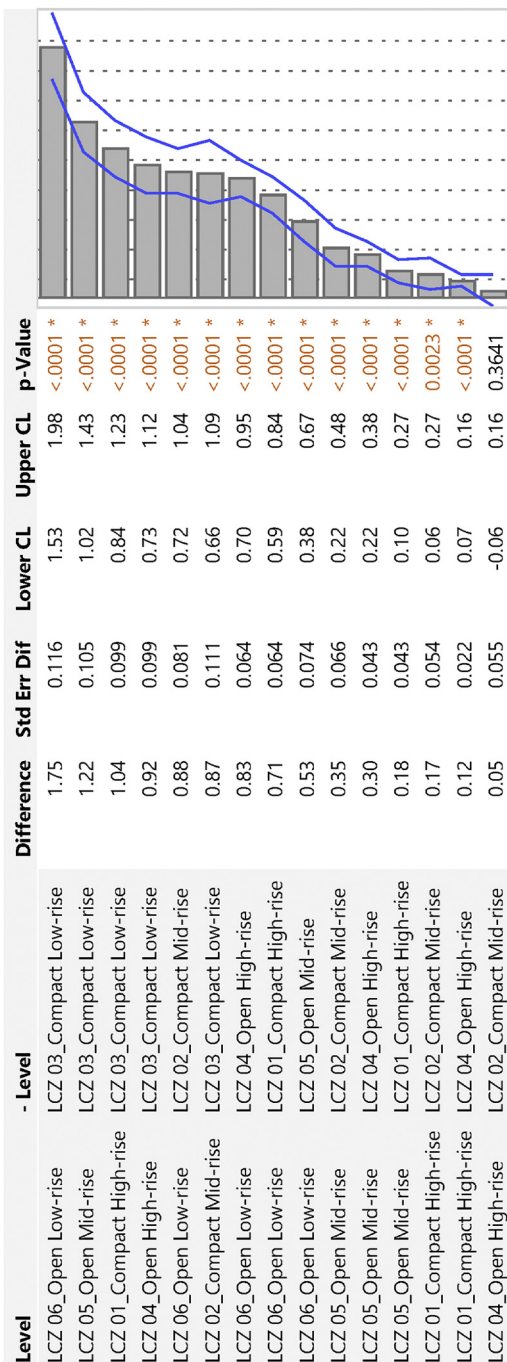 Level - Level Difference Std Err Dif Lower CL Upper CL p-Value
LCZ 06_Open Low-rise LCZ 03_Compact Low-rise 1.75 0.116 1.53 1.98 <.0001 *
LCZ 05_Open Mid-rise LCZ 03_Compact Low-rise 1.22 0.105 1.02 1.43 <.0001 *
LCZ 01_Compact High-rise LCZ 03_Compact Low-rise 1.04 0.099 0.84 1.23 <.0001 *
LCZ 04_Open High-rise LCZ 03_Compact Low-rise 0.92 0.099 0.73 1.12 <.0001 *
LCZ 06_Open Low-rise LCZ 02_Compact Mid-rise 0.88 0.081 0.72 1.04 <.0001 *
LCZ 02_Compact Mid-rise LCZ 03_Compact Low-rise 0.87 0.111 0.66 1.09 <.0001 *
LCZ 06_Open Low-rise LCZ 04_Open High-rise 0.83 0.064 0.70 0.95 <.0001 *
LCZ 06_Open Low-rise LCZ 01_Compact High-rise 0.71 0.064 0.59 0.84 <.0001 *
LCZ 06_Open Low-rise LCZ 05_Open Mid-rise 0.53 0.074 0.38 0.67 <.0001 *
LCZ 05_Open Mid-rise LCZ 02_Compact Mid-rise 0.35 0.066 0.22 0.48 <.0001 *
LCZ 05_Open Mid-rise LCZ 04_Open High-rise 0.30 0.043 0.22 0.38 <.0001 *
LCZ 05_Open Mid-rise LCZ 01_Compact High-rise 0.18 0.043 0.10 0.27 <.0001 *
LCZ 01_Compact High-rise LCZ 02_Compact Mid-rise 0.17 0.054 0.06 0.27 0.0023 *
LCZ 01_Compact High-rise LCZ 04_Open High-rise 0.12 0.022 0.07 0.16 <.0001 *
LCZ 04_Open High-rise LCZ 02_Compact Mid-rise 0.05 0.055 -0.06 0.16 0.3641